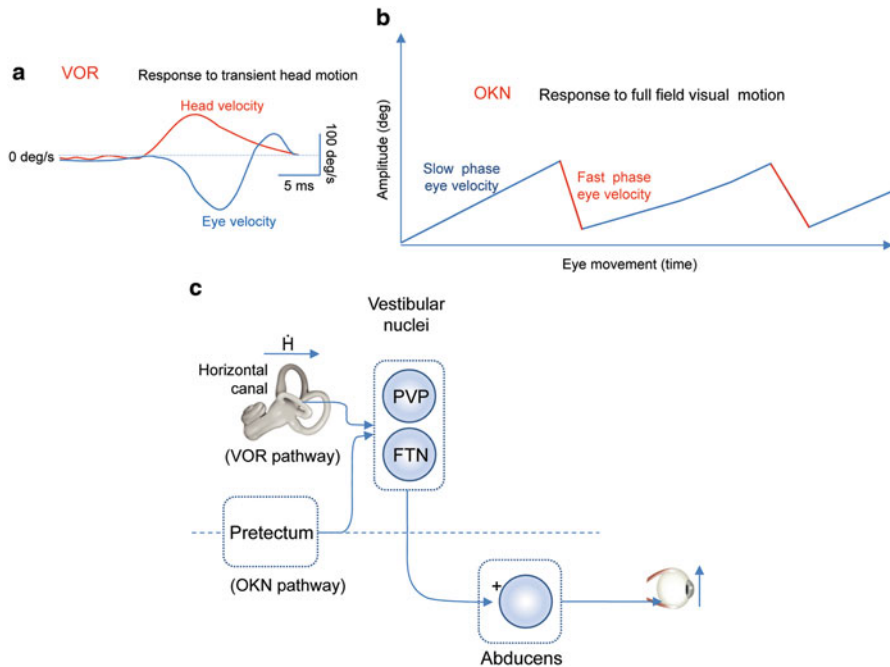 a
VOR
Response to transient head motion
Head velocity
0 deg/s
100 deg/s
5 ms
Eye velocity
b
OKN
Response to full field visual motion
Amplitude (deg)
Slow phase
eye velocity
Fast phase
eye velocity
Eye movement (time)
c
Vestibular
nuclei
Ḣ
Horizontal
canal
PVP
(VOR pathway)
FTN
Pretectum
(OKN pathway)
+
Abducens